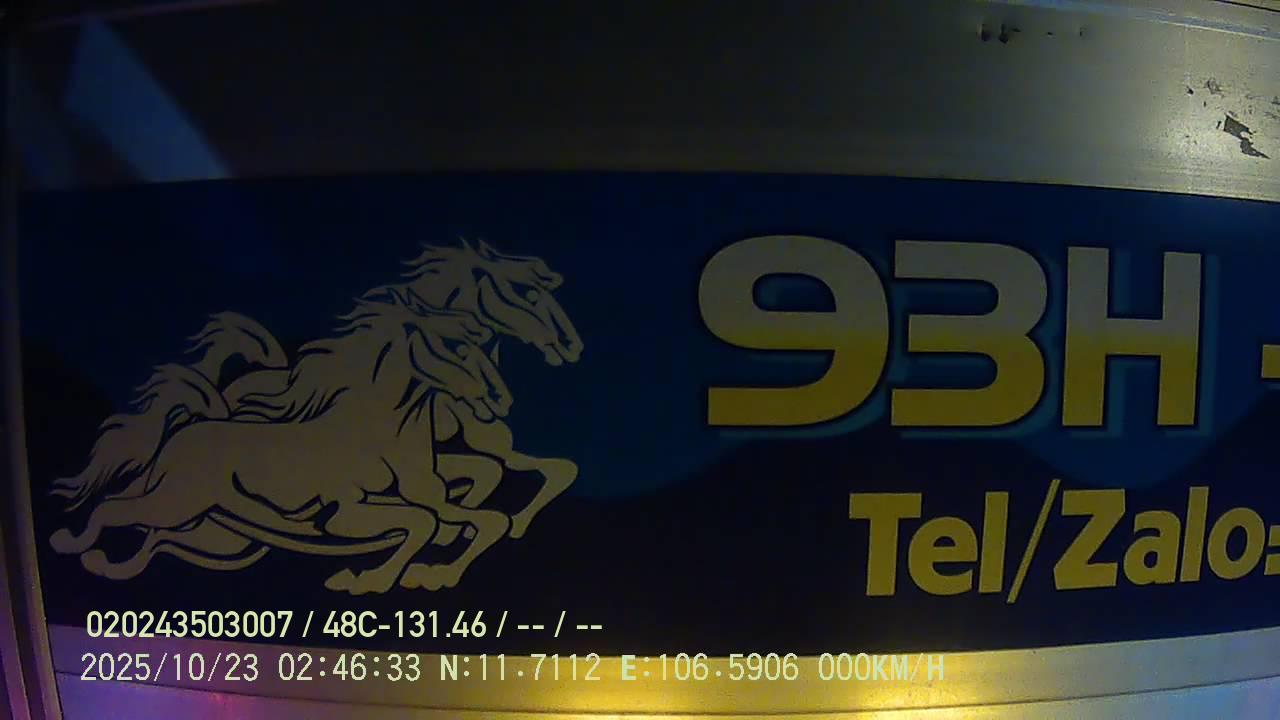 93H -
Tel/Zalo:
020243503007 / 48C-131.46 / -- / --
2025/10/23 02:46:33 N:11.7112 E:106.5906 000KM/H